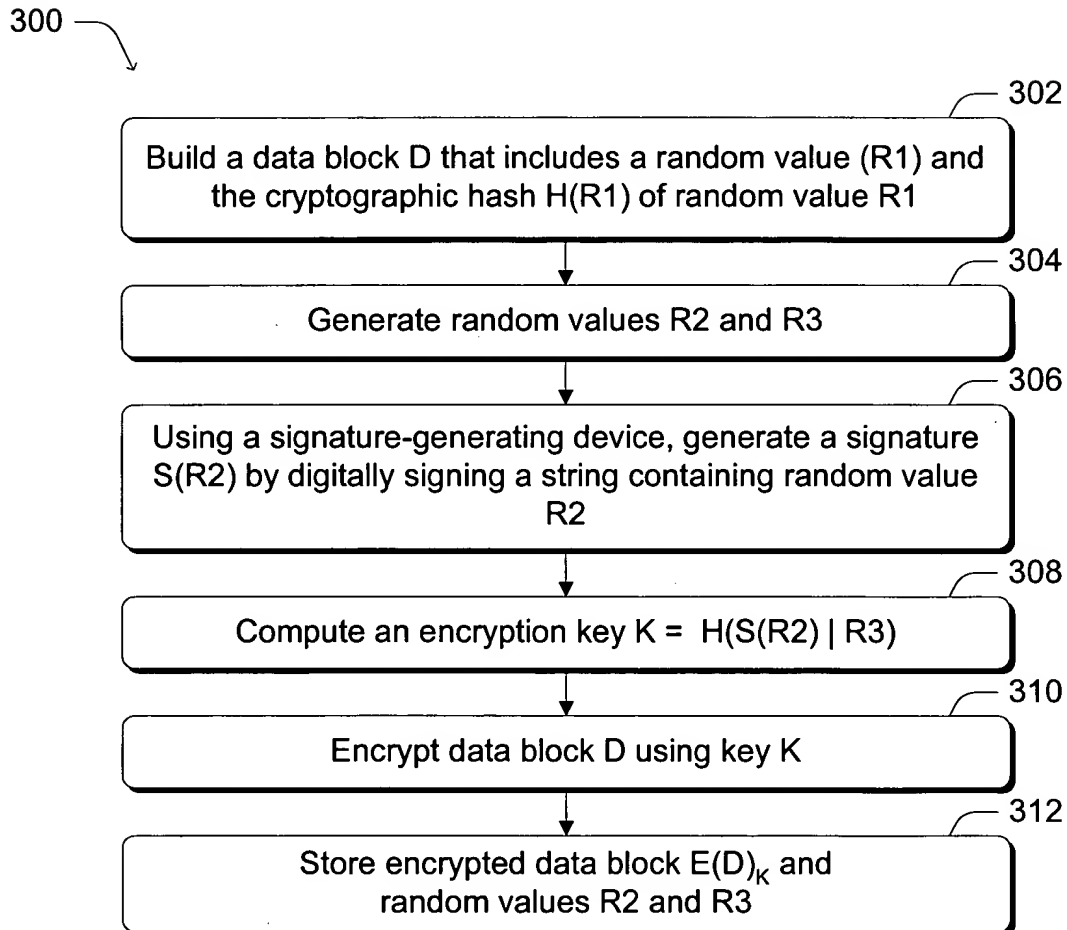 300
302
Build a data block D that includes a random value (R1) and
the cryptographic hash H(R1) of random value R1
304
Generate random values R2 and R3
306
Using a signature-generating device, generate a signature
S(R2) by digitally signing a string containing random value
R2
308
Compute an encryption key K = H(S(R2) | R3)
310
Encrypt data block D using key K
312
Store encrypted data block E(D)K and
random values R2 and R3